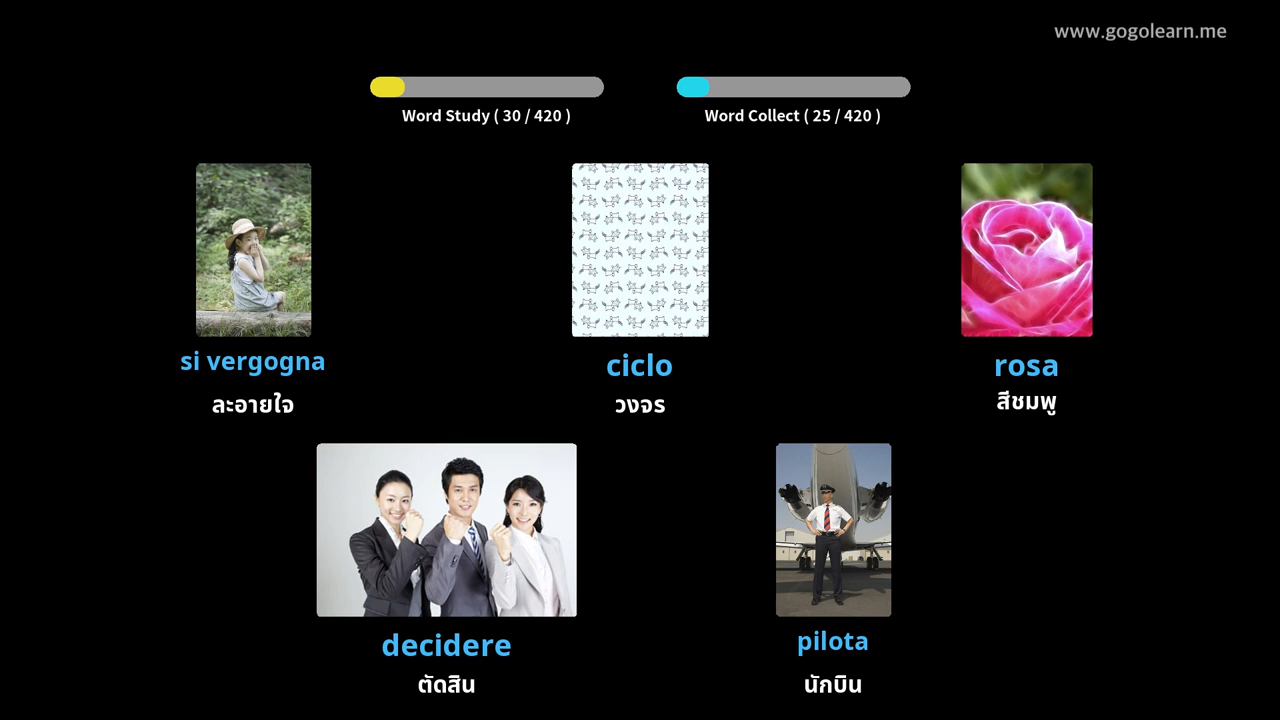 www.gogolearn.me
Word Study ( 30 / 420 )
Word Collect ( 25 / 420 )
si vergogna
ละอายใจ
ciclo
วงจร
rosa
สีชมพู
decidere
ตัดสิน
pilota
นักบิน